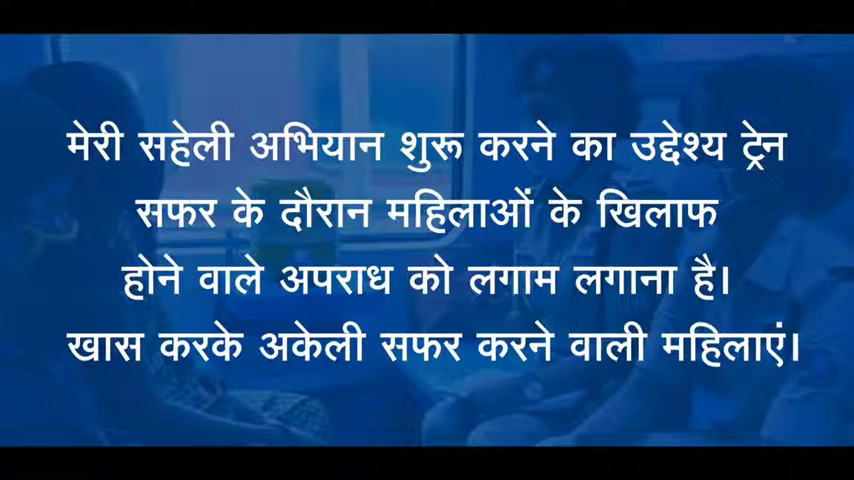 मेरी सहेली अभियान शुरू करने का उद्देश्य ट्रेन
सफर के दौरान महिलाओं के खिलाफ
होने वाले अपराध को लगाम लगाना है।
खास करके अकेली सफर करने वाली महिलाएं।